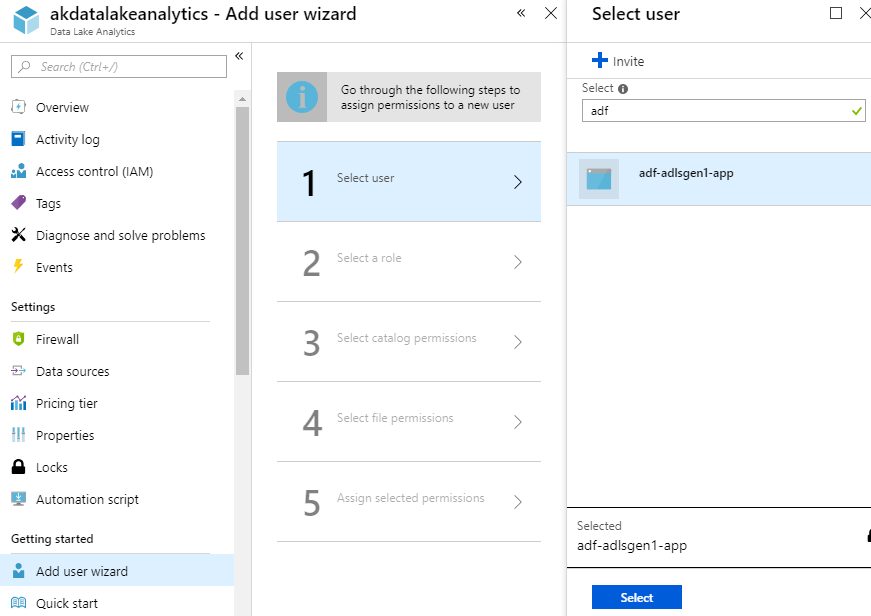 akdatalakeanalytics - Add user wizard
Data Lake Analytics
Search (Ctrl+/)
Overview
Activity log
Access control (IAM)
Tags
Diagnose and solve problems
Events
Settings
Firewall
Data sources
Pricing tier
Properties
Locks
Automation script
Getting started
Add user wizard
Quick start
Go through the following steps to
assign permissions to a new user
1 Select user
2 Select a role
3 Select catalog permissions
4 Select file permissions
5 Assign selected permissions
Select user
Invite
Select
adf
adf-adlsgen1-app
Selected
adf-adlsgen1-app
Select